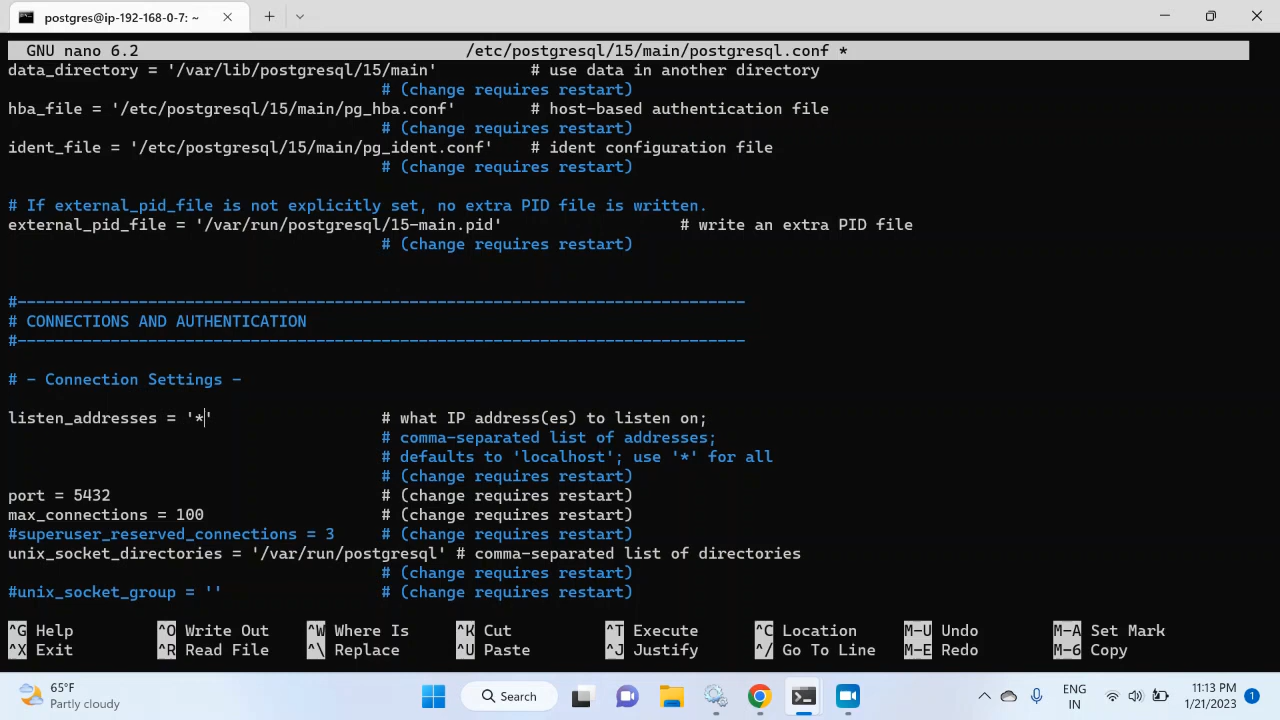 postgres@ip-192-168-0-7: ~
GNU nano 6.2 /etc/postgresql/15/main/postgresql.conf *
data_directory = '/var/lib/postgresql/15/main' # use data in another directory
# (change requires restart)
hba_file = '/etc/postgresql/15/main/pg_hba.conf' # host-based authentication file
# (change requires restart)
ident_file = '/etc/postgresql/15/main/pg_ident.conf' # ident configuration file
# (change requires restart)
# If external_pid_file is not explicitly set, no extra PID file is written.
external_pid_file = '/var/run/postgresql/15-main.pid' # write an extra PID file
# (change requires restart)
#------------------------------------------------------------------------------
# CONNECTIONS AND AUTHENTICATION
#------------------------------------------------------------------------------
# - Connection Settings -
listen_addresses = '*' # what IP address(es) to listen on;
# comma-separated list of addresses;
# defaults to 'localhost'; use '*' for all
# (change requires restart)
port = 5432 # (change requires restart)
max_connections = 100 # (change requires restart)
#superuser_reserved_connections = 3 # (change requires restart)
unix_socket_directories = '/var/run/postgresql' # comma-separated list of directories
# (change requires restart)
#unix_socket_group = '' # (change requires restart)
^G Help ^O Write Out ^W Where Is ^K Cut ^T Execute ^C Location M-U Undo M-A Set Mark
^X Exit ^R Read File ^\ Replace ^U Paste ^J Justify ^/ Go To Line M-E Redo M-6 Copy
65°F
Partly cloudy
Search
ENG
IN
11:13 PM
1/21/2023
1